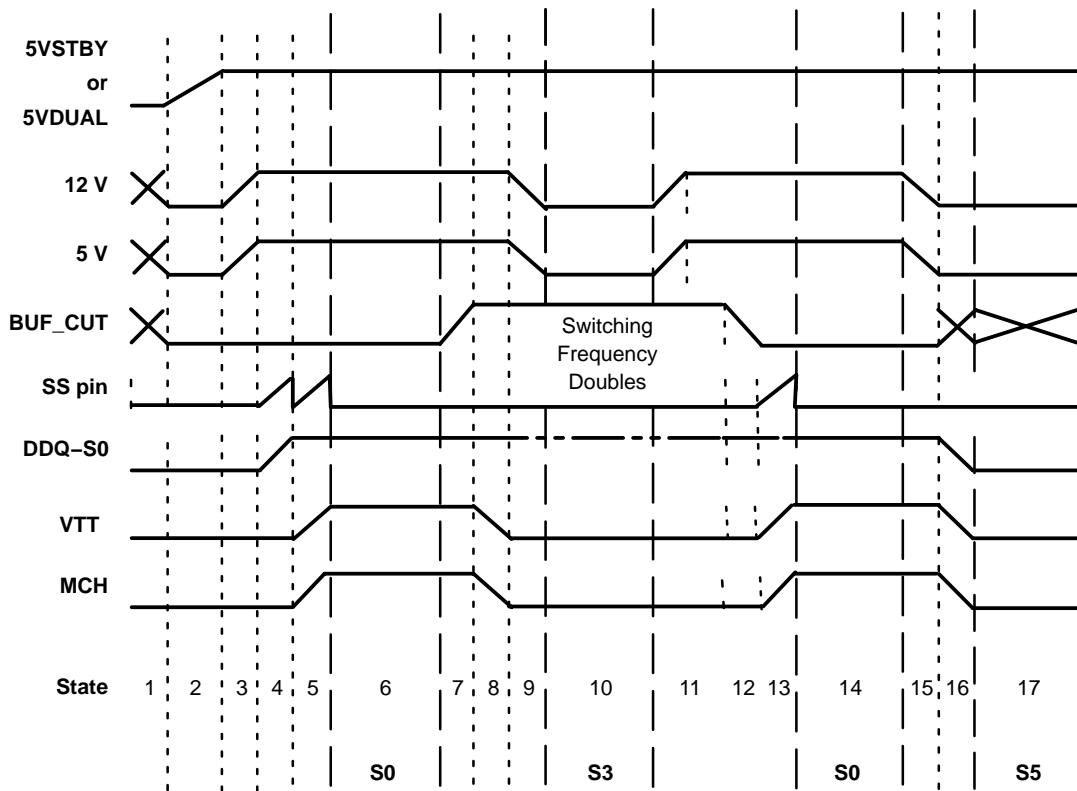 5VSTBY
or
5VDUAL
12 V
5 V
BUF_CUT
Switching
Frequency
Doubles
SS pin
DDQ–S0
VTT
MCH
State 1 2 3 4 5 6 7 8 9 10 11 12 13 14 15 16 17
S0 S3 S0 S5